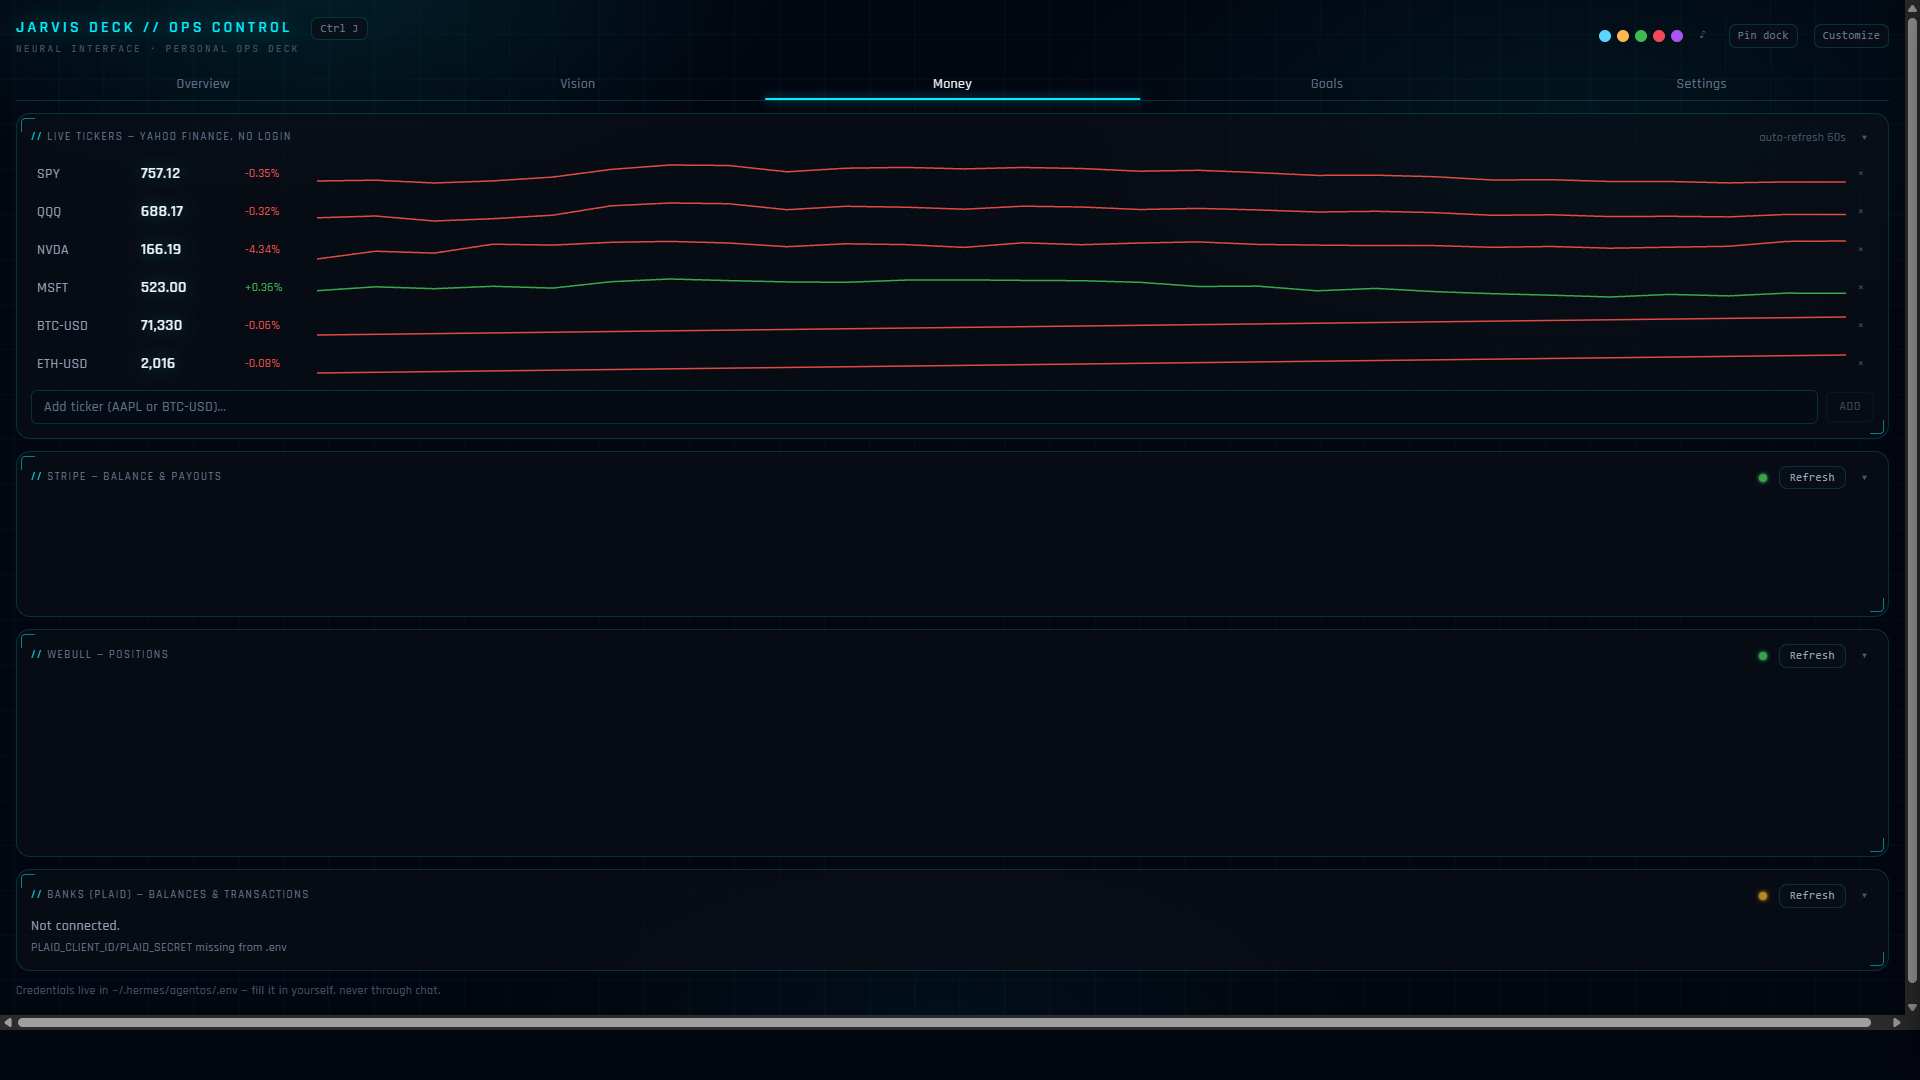 JARVIS DECK // OPS CONTROL Ctrl J
NEURAL INTERFACE · PERSONAL OPS DECK
♪ Pin dock Customize
Overview Vision Money Goals Settings
// LIVE TICKERS — YAHOO FINANCE, NO LOGIN auto-refresh 60s ▾
SPY 757.12 -0.35% ×
QQQ 688.17 -0.32% ×
NVDA 166.19 -4.34% ×
MSFT 523.00 +0.36% ×
BTC-USD 71,330 -0.06% ×
ETH-USD 2,016 -0.08% ×
Add ticker (AAPL or BTC-USD)... ADD
// STRIPE — BALANCE & PAYOUTS Refresh ▾
// WEBULL — POSITIONS Refresh ▾
// BANKS (PLAID) — BALANCES & TRANSACTIONS Refresh ▾
Not connected.
PLAID_CLIENT_ID/PLAID_SECRET missing from .env
Credentials live in ~/.hermes/agentos/.env — fill it in yourself, never through chat.